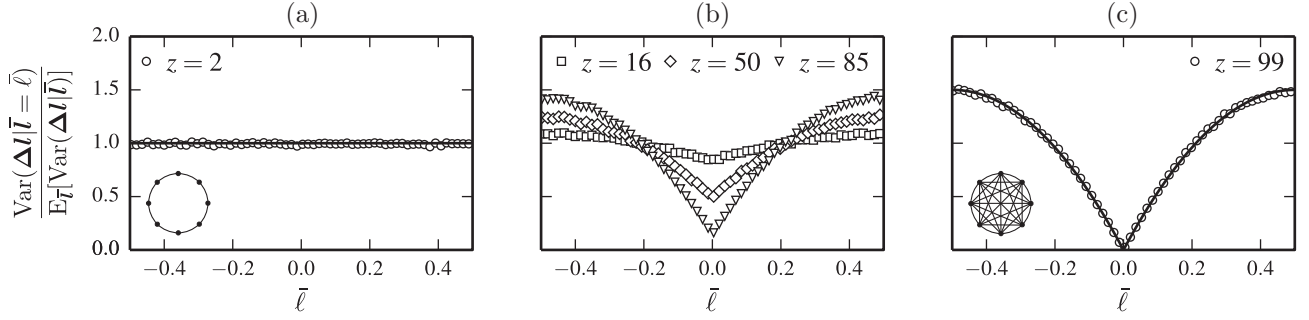 (a)
(b)
(c)
Var(Δl|l̄ = ℓ̄)
E_l̄[Var(Δl|l̄)]
2.0
1.5
1.0
0.5
0.0
z = 2
−0.4 −0.2 0.0 0.2 0.4
ℓ̄
z = 16 z = 50 z = 85
−0.4 −0.2 0.0 0.2 0.4
ℓ̄
z = 99
−0.4 −0.2 0.0 0.2 0.4
ℓ̄